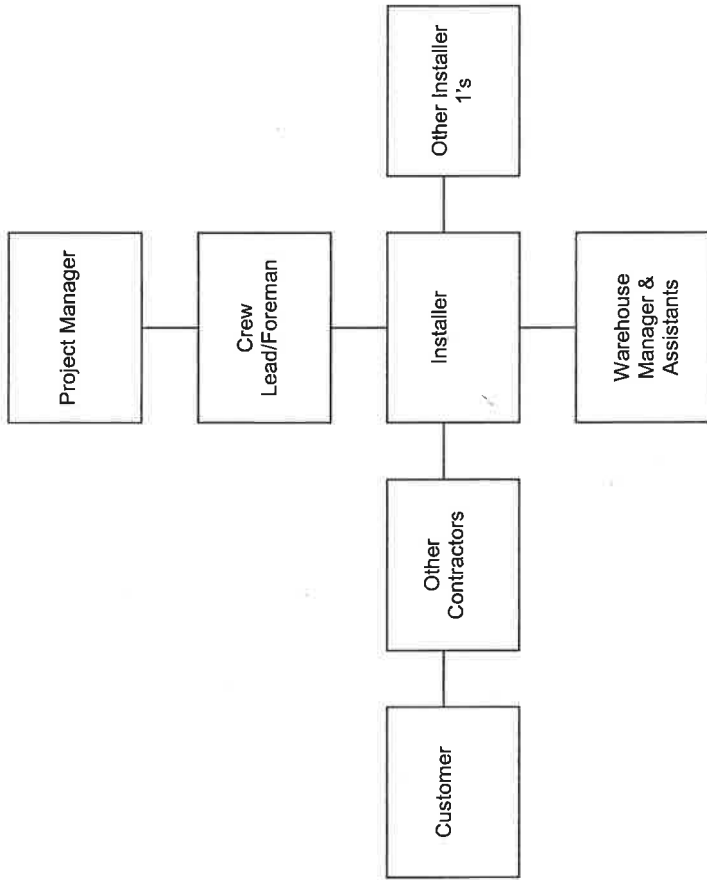 Project Manager
Crew
Lead/Foreman
Other Installer
1's
Installer
Other
Contractors
Customer
Warehouse
Manager &
Assistants